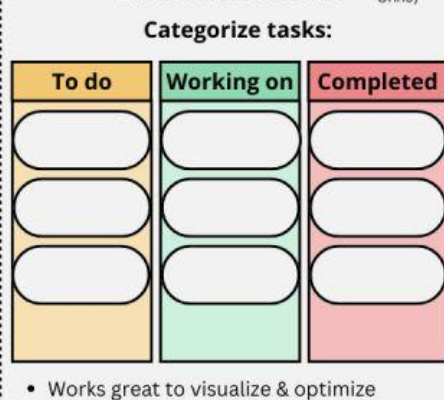 Categorize tasks:
To do
Working on
Completed
• Works great to visualize & optimize